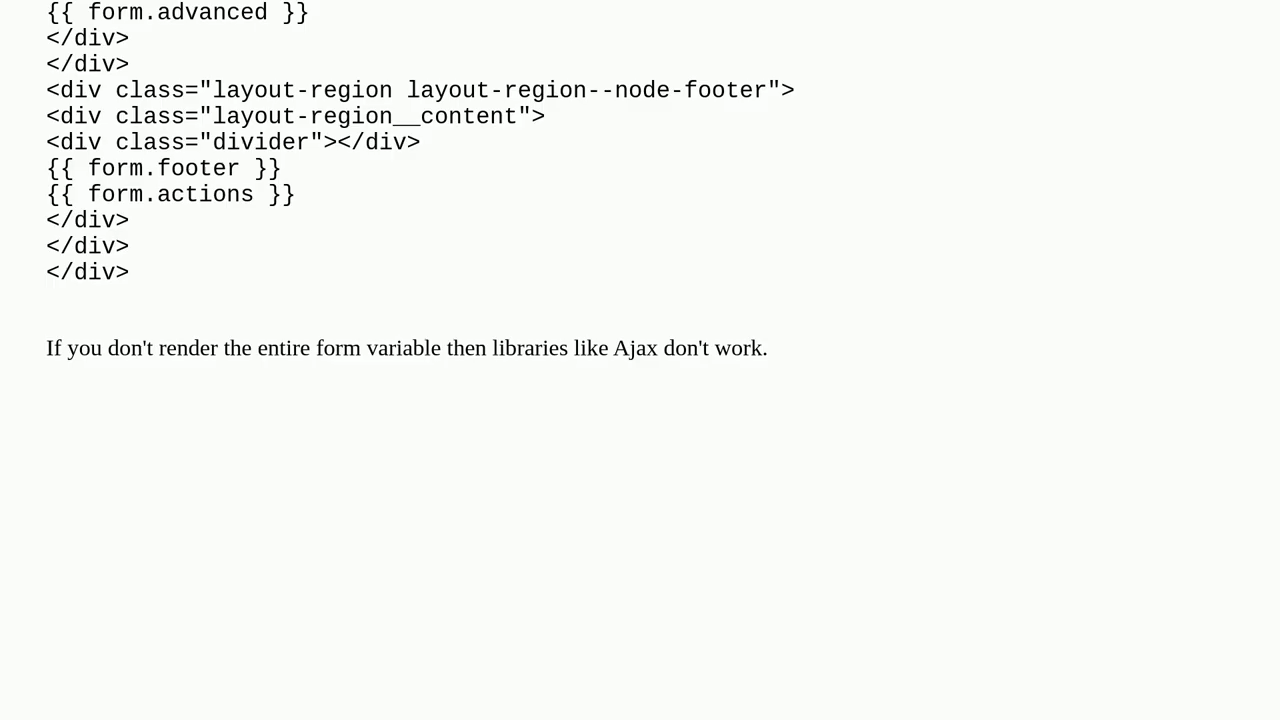 {{ form.advanced }}
</div>
</div>
<div class="layout-region layout-region--node-footer">
<div class="layout-region__content">
<div class="divider"></div>
{{ form.footer }}
{{ form.actions }}
</div>
</div>
</div>
If you don't render the entire form variable then libraries like Ajax don't work.